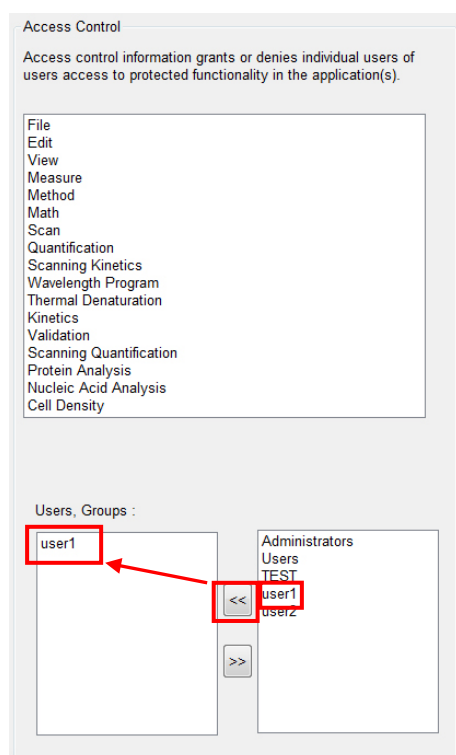 Access Control
Access control information grants or denies individual users of
users access to protected functionality in the application(s).
File
Edit
View
Measure
Method
Math
Scan
Quantification
Scanning Kinetics
Wavelength Program
Thermal Denaturation
Kinetics
Validation
Scanning Quantification
Protein Analysis
Nucleic Acid Analysis
Cell Density
Users, Groups :
user1
<<
>>
Administrators
Users
TEST
user1
user2